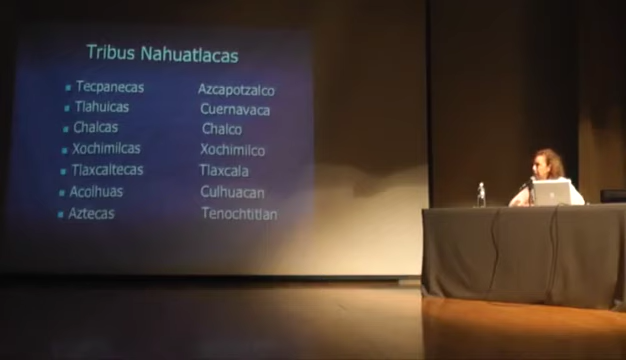 Tribus Nahuatlacas
Tecpanecas Azcapotzalco
Tlahuicas Cuernavaca
Chalcas Chalco
Xochimilcas Xochimilco
Tlaxcaltecas Tlaxcala
Acolhuas Culhuacan
Aztecas Tenochtitlan